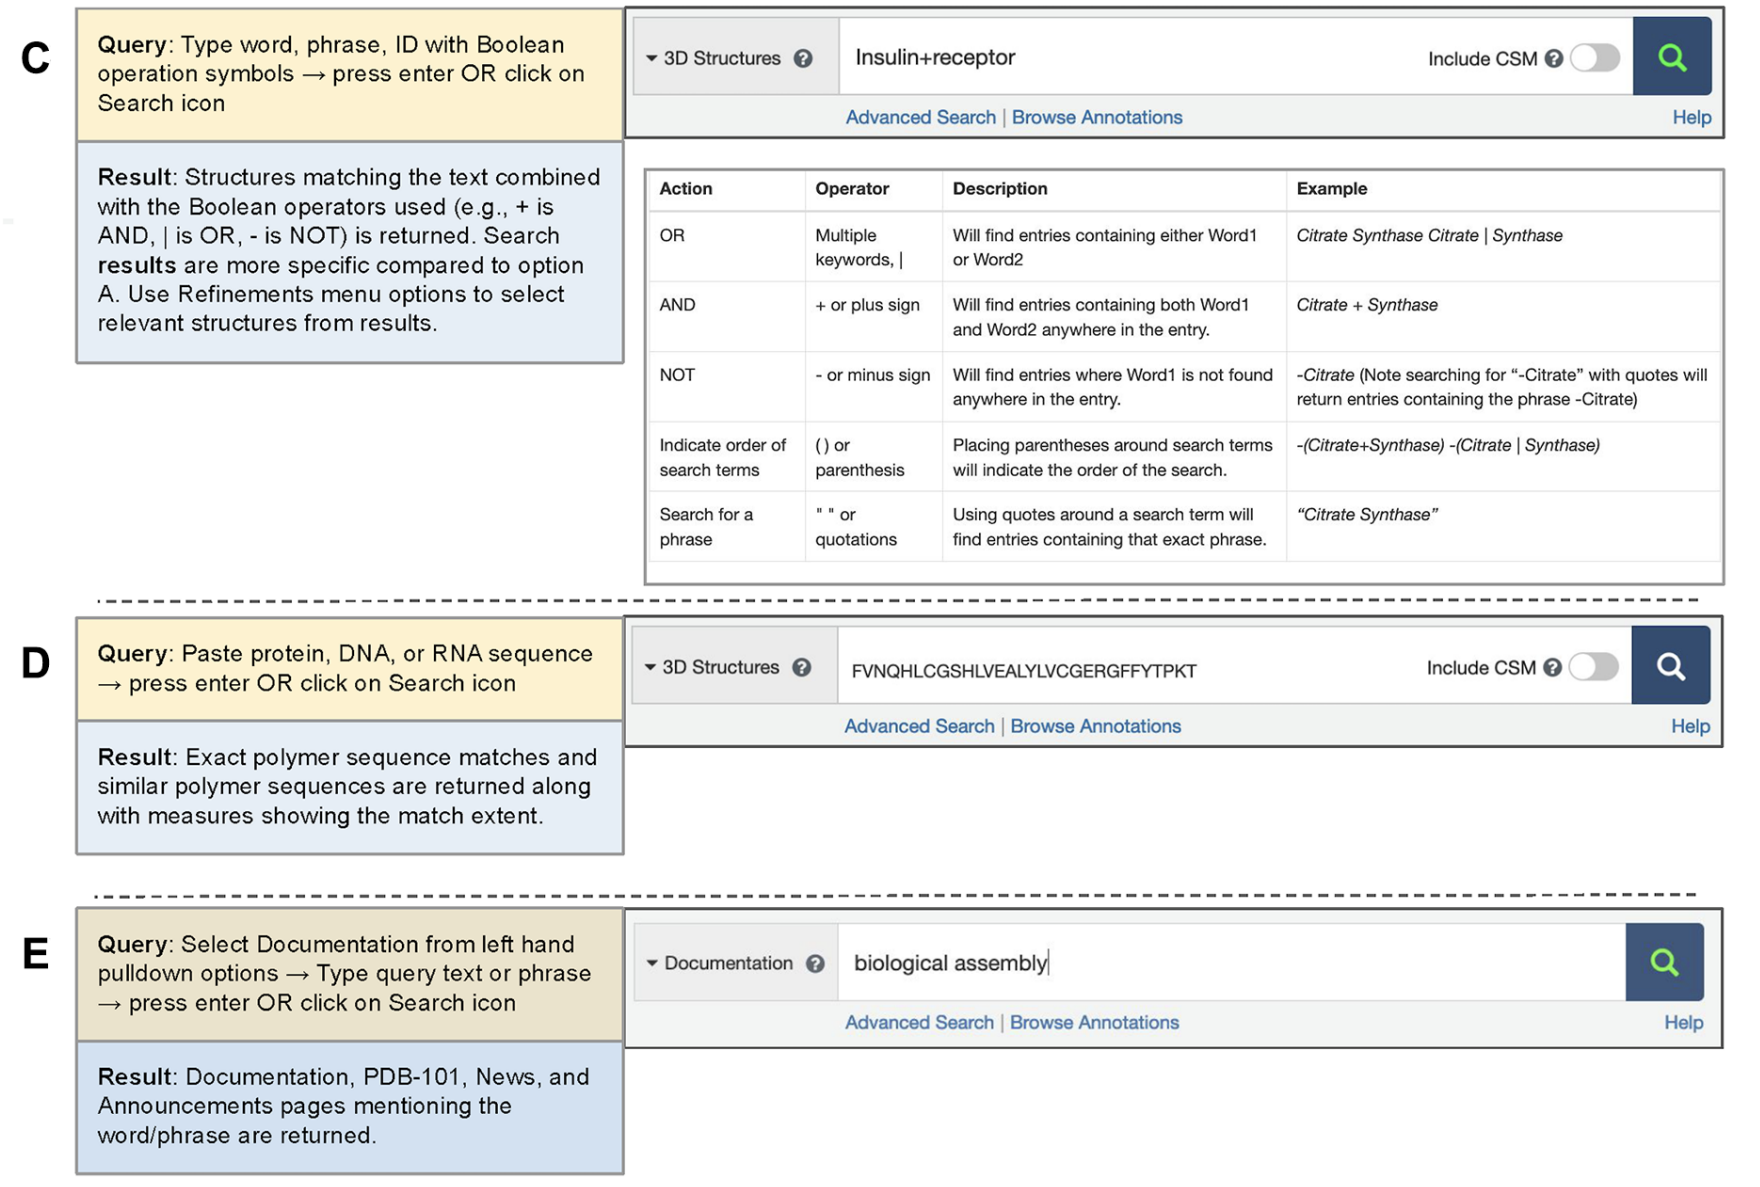 C
Query: Type word, phrase, ID with Boolean
operation symbols → press enter OR click on
Search icon
3D Structures ?
Insulin+receptor
Include CSM ?
Advanced Search | Browse Annotations
Help
Result: Structures matching the text combined
with the Boolean operators used (e.g., + is
AND, | is OR, - is NOT) is returned. Search
results are more specific compared to option
A. Use Refinements menu options to select
relevant structures from results.
Action Operator Description Example
OR
Multiple
keywords, |
Will find entries containing either Word1
or Word2
Citrate Synthase Citrate | Synthase
AND
+ or plus sign
Will find entries containing both Word1
and Word2 anywhere in the entry.
Citrate + Synthase
NOT
- or minus sign
Will find entries where Word1 is not found
anywhere in the entry.
-Citrate (Note searching for “-Citrate” with quotes will
return entries containing the phrase -Citrate)
Indicate order of
search terms
( ) or
parenthesis
Placing parentheses around search terms
will indicate the order of the search.
-(Citrate+Synthase) -(Citrate | Synthase)
Search for a
phrase
" " or
quotations
Using quotes around a search term will
find entries containing that exact phrase.
“Citrate Synthase”
D
Query: Paste protein, DNA, or RNA sequence
→ press enter OR click on Search icon
3D Structures ?
FVNQHLCGSHLVEALYLVCGERGFFYTPKT
Include CSM ?
Advanced Search | Browse Annotations
Help
Result: Exact polymer sequence matches and
similar polymer sequences are returned along
with measures showing the match extent.
E
Query: Select Documentation from left hand
pulldown options → Type query text or phrase
→ press enter OR click on Search icon
Documentation ?
biological assembly
Advanced Search | Browse Annotations
Help
Result: Documentation, PDB-101, News, and
Announcements pages mentioning the
word/phrase are returned.